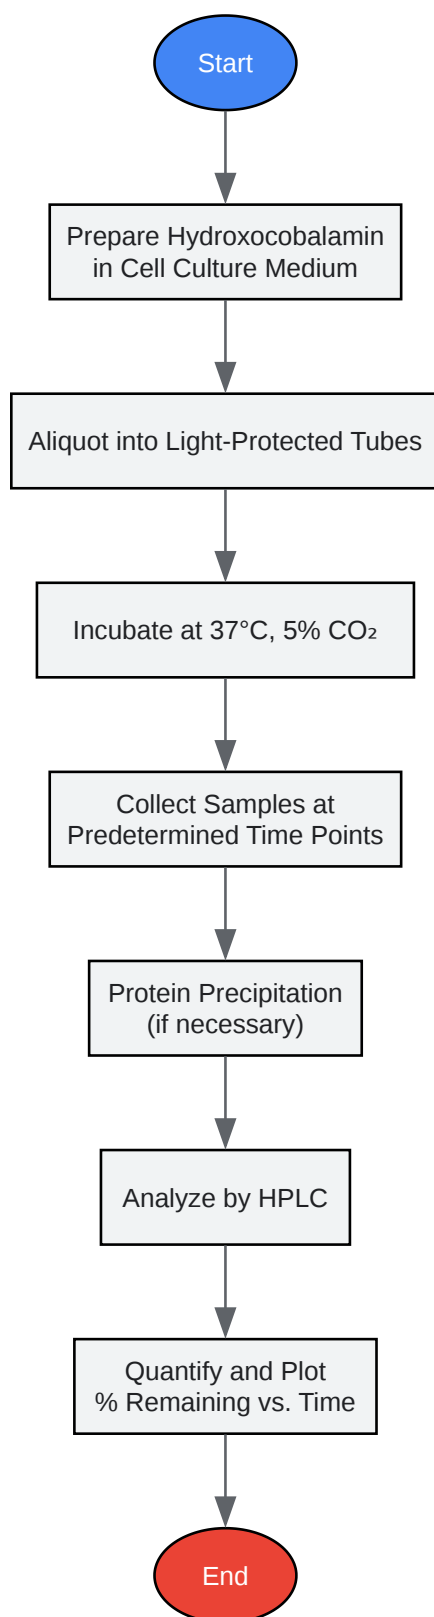 Start
Prepare Hydroxocobalamin
in Cell Culture Medium
Aliquot into Light-Protected Tubes
Incubate at 37°C, 5% CO₂
Collect Samples at
Predetermined Time Points
Protein Precipitation
(if necessary)
Analyze by HPLC
Quantify and Plot
% Remaining vs. Time
End